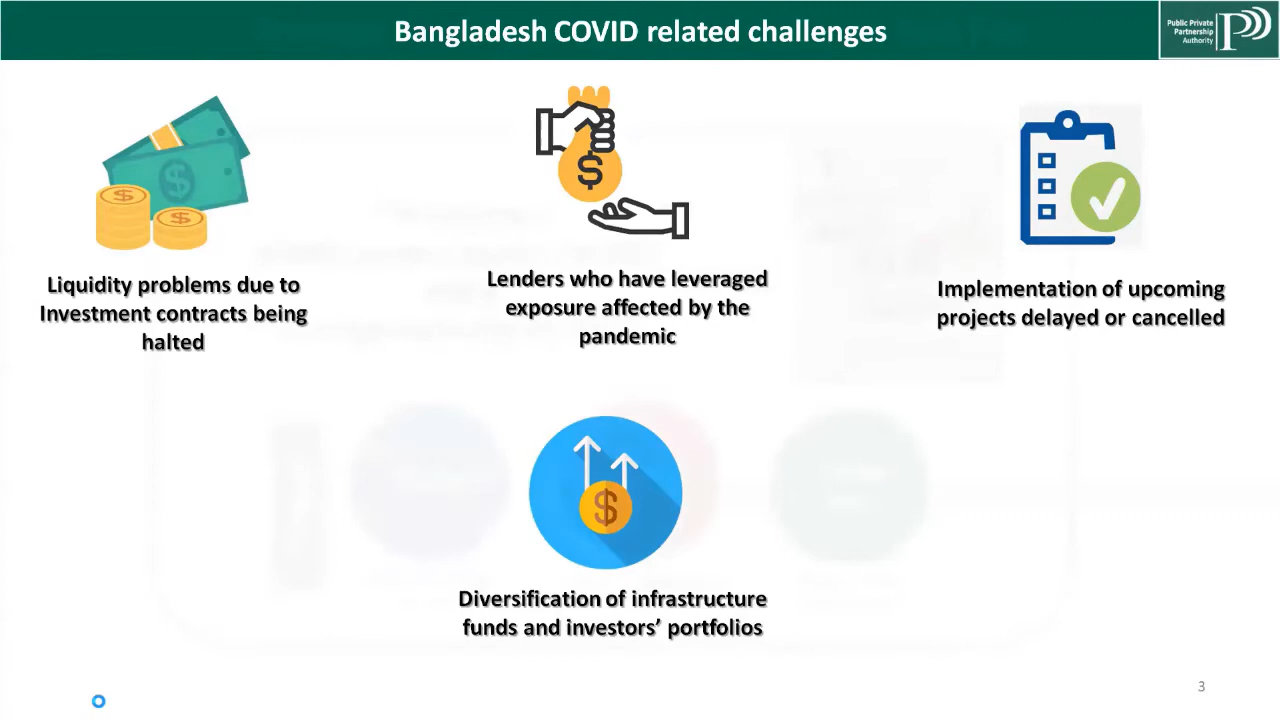 Bangladesh COVID related challenges
Public Private
Partnership
Authority
Liquidity problems due to
Investment contracts being
halted
Lenders who have leveraged
exposure affected by the
pandemic
Implementation of upcoming
projects delayed or cancelled
Diversification of infrastructure
funds and investors’ portfolios
3